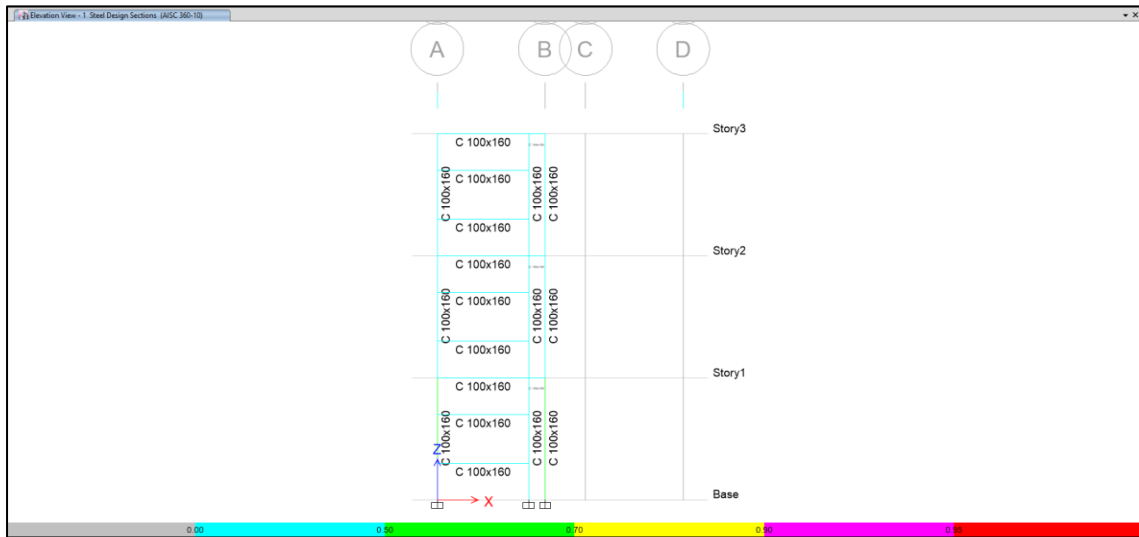 Elevation View - 1 Steel Design Sections (AISC 360-10)
A B C D
Story3
C 100x160
C 100x160
C 100x160 C 100x160 C 100x160
C 100x160
Story2
C 100x160
C 100x160
C 100x160 C 100x160 C 100x160
C 100x160
Story1
C 100x160
C 100x160
C 100x160 C 100x160 C 100x160
Z
C 100x160
Base
X
0.00 0.50 0.70 0.90 0.95